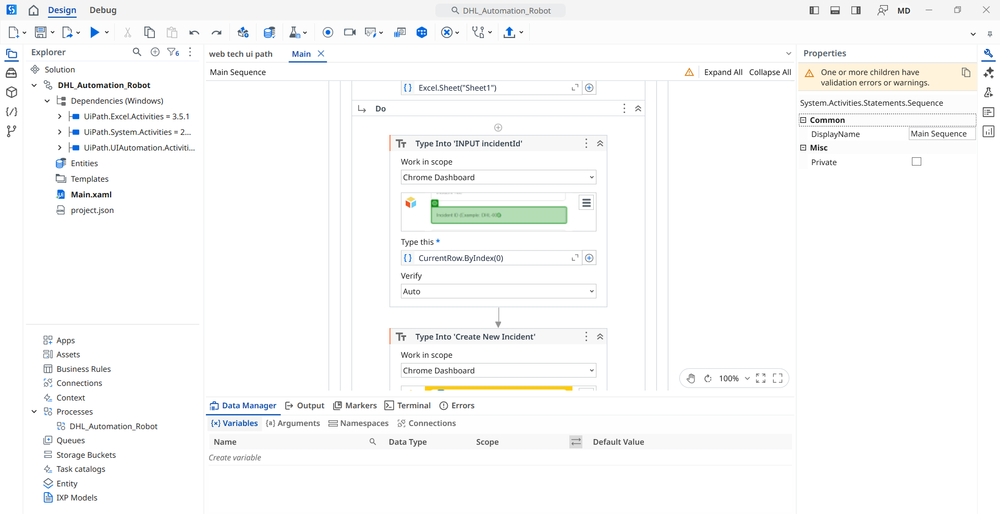 Design
Debug
DHL_Automation_Robot
MD
Explorer
6
Solution
DHL_Automation_Robot
Dependencies (Windows)
UiPath.Excel.Activities = 3.5.1
UiPath.System.Activities = 2...
UiPath.UIAutomation.Activiti...
Entities
Templates
Main.xaml
project.json
Apps
Assets
Business Rules
Connections
Context
Processes
DHL_Automation_Robot
Queues
Storage Buckets
Task catalogs
Entity
IXP Models
web tech ui path
Main
Main Sequence
Expand All
Collapse All
Excel.Sheet("Sheet1")
Do
Type Into 'INPUT incidentId'
Work in scope
Chrome Dashboard
Incident ID (Example: DHL-00
Type this *
CurrentRow.ByIndex(0)
Verify
Auto
Type Into 'Create New Incident'
Work in scope
Chrome Dashboard
100%
Data Manager
Output
Markers
Terminal
Errors
{x} Variables
{a} Arguments
Namespaces
Connections
Name
Data Type
Scope
Default Value
Create variable
Properties
One or more children have
validation errors or warnings.
System.Activities.Statements.Sequence
Common
DisplayName
Main Sequence
Misc
Private